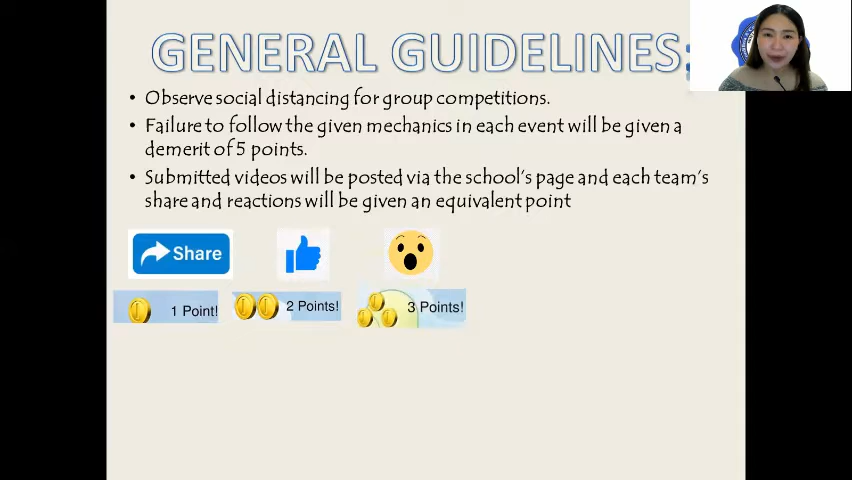 GENERAL GUIDELINES:
• Observe social distancing for group competitions.
• Failure to follow the given mechanics in each event will be given a
demerit of 5 points.
• Submitted videos will be posted via the school's page and each team's
share and reactions will be given an equivalent point
Share
1 Point! 2 Points! 3 Points!